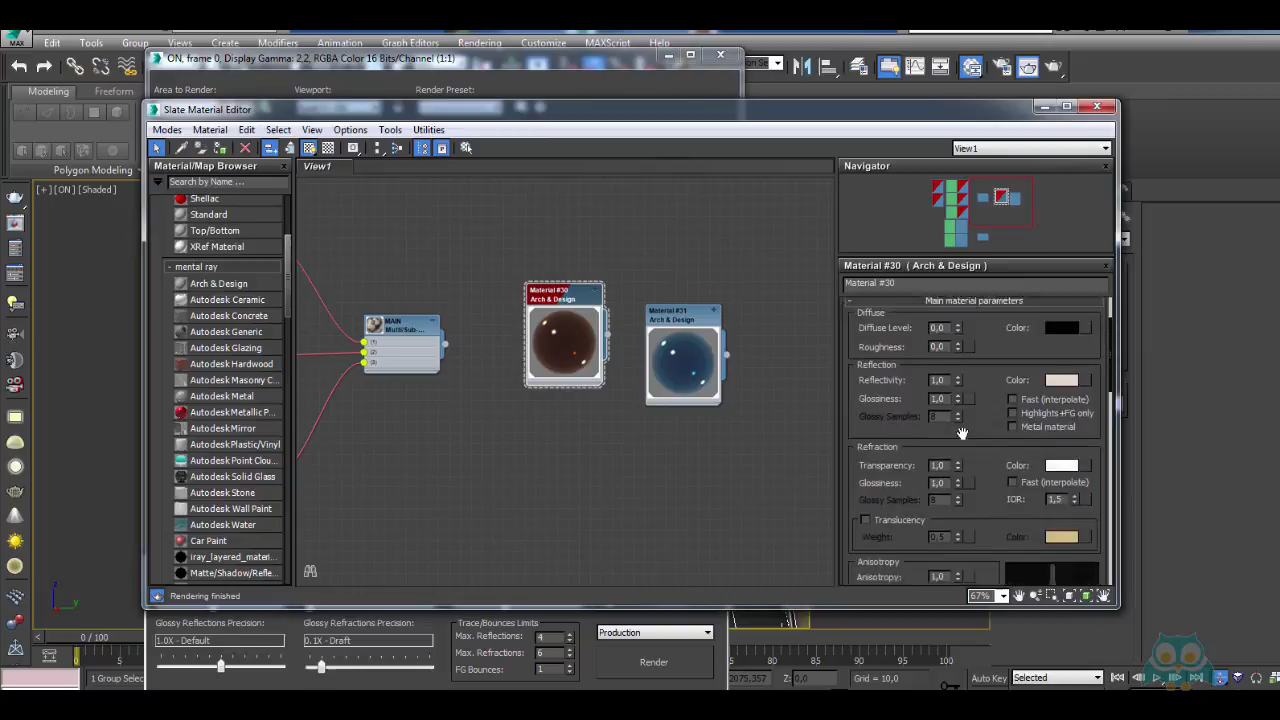 MAX
Edit Tools Group Views Create Modifiers Animation Graph Editors Rendering Customize MAXScript Help
ON, frame 0, Display Gamma: 2.2, RGBA Color 16 Bits/Channel (1:1)
Modeling Freeform
Area to Render: Viewport: Render Preset:
Slate Material Editor
Modes Material Edit Select View Options Tools Utilities
View1
Polygon Modeling
Material/Map Browser
View1
Navigator
Search by Name ...
[+] [ON] [Shaded]
Shellac
Standard
Top/Bottom
XRef Material
- mental ray
Arch & Design
Autodesk Ceramic
Autodesk Concrete
Autodesk Generic
Autodesk Glazing
Autodesk Hardwood
Autodesk Masonry C...
Autodesk Metal
Autodesk Metallic P...
Autodesk Mirror
Autodesk Plastic/Vinyl
Autodesk Point Clou...
Autodesk Solid Glass
Autodesk Stone
Autodesk Wall Paint
Autodesk Water
Car Paint
iray_layered_materi...
Matte/Shadow/Refle...
MAIN
Multi/Sub-...
(1)
(2)
(3)
Material #30
Arch & Design
Material #31
Arch & Design
Material #30 ( Arch & Design )
Material #30
Main material parameters
Diffuse
Diffuse Level: 0,0 Color:
Roughness: 0,0
Reflection
Reflectivity: 1,0 Color:
Glossiness: 1,0 Fast (interpolate)
Glossy Samples: 8 Highlights+FG only
Metal material
Refraction
Transparency: 1,0 Color:
Glossiness: 1,0 Fast (interpolate)
Glossy Samples: 8 IOR: 1,5
Translucency
Weight: 0,5 Color:
Anisotropy
Anisotropy: 1,0
Rendering finished
67%
z
y
0 / 100
Glossy Reflections Precision: Glossy Refractions Precision: Trace/Bounces Limits
1.0X - Default 0.1X - Draft Max. Reflections: 4 Production
Max. Refractions: 6
FG Bounces: 1 Render
0 5 75 80 85 90 95 100
1 Group Selec 2075,357 Z: 0,0 Grid = 10,0 Auto Key Selected